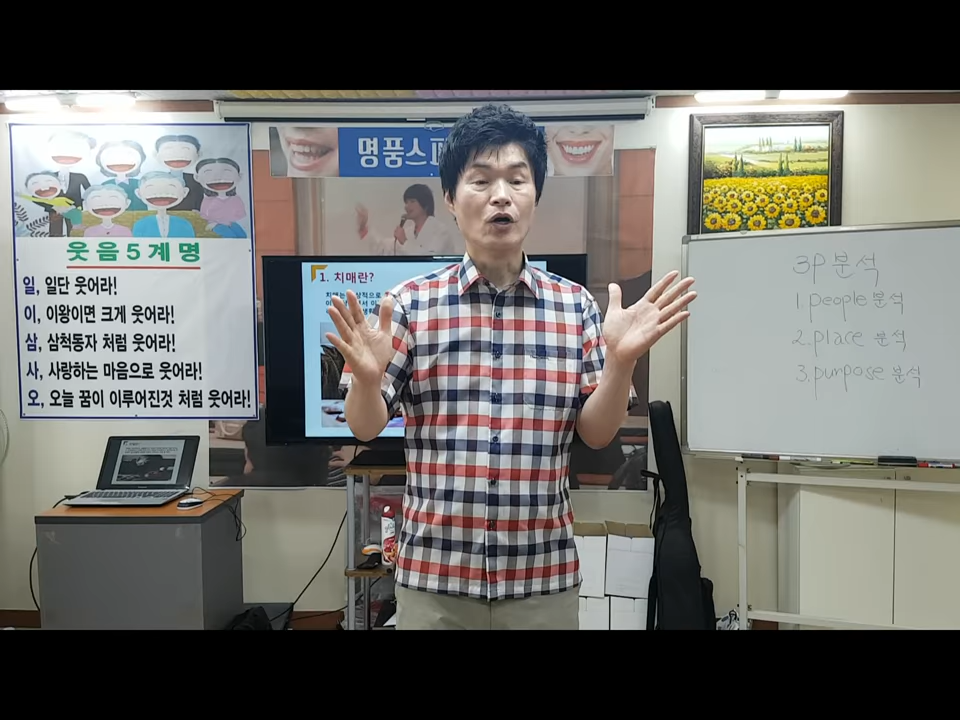 웃음5계명
일, 일단 웃어라!
이, 이왕이면 크게 웃어라!
삼, 삼척동자 처럼 웃어라!
사, 사랑하는 마음으로 웃어라!
오, 오늘 꿈이 이루어진것 처럼 웃어라!
명품스
1. 치매란?
3P분석
1. people 분석
2. place 분석
3. purpose 분석